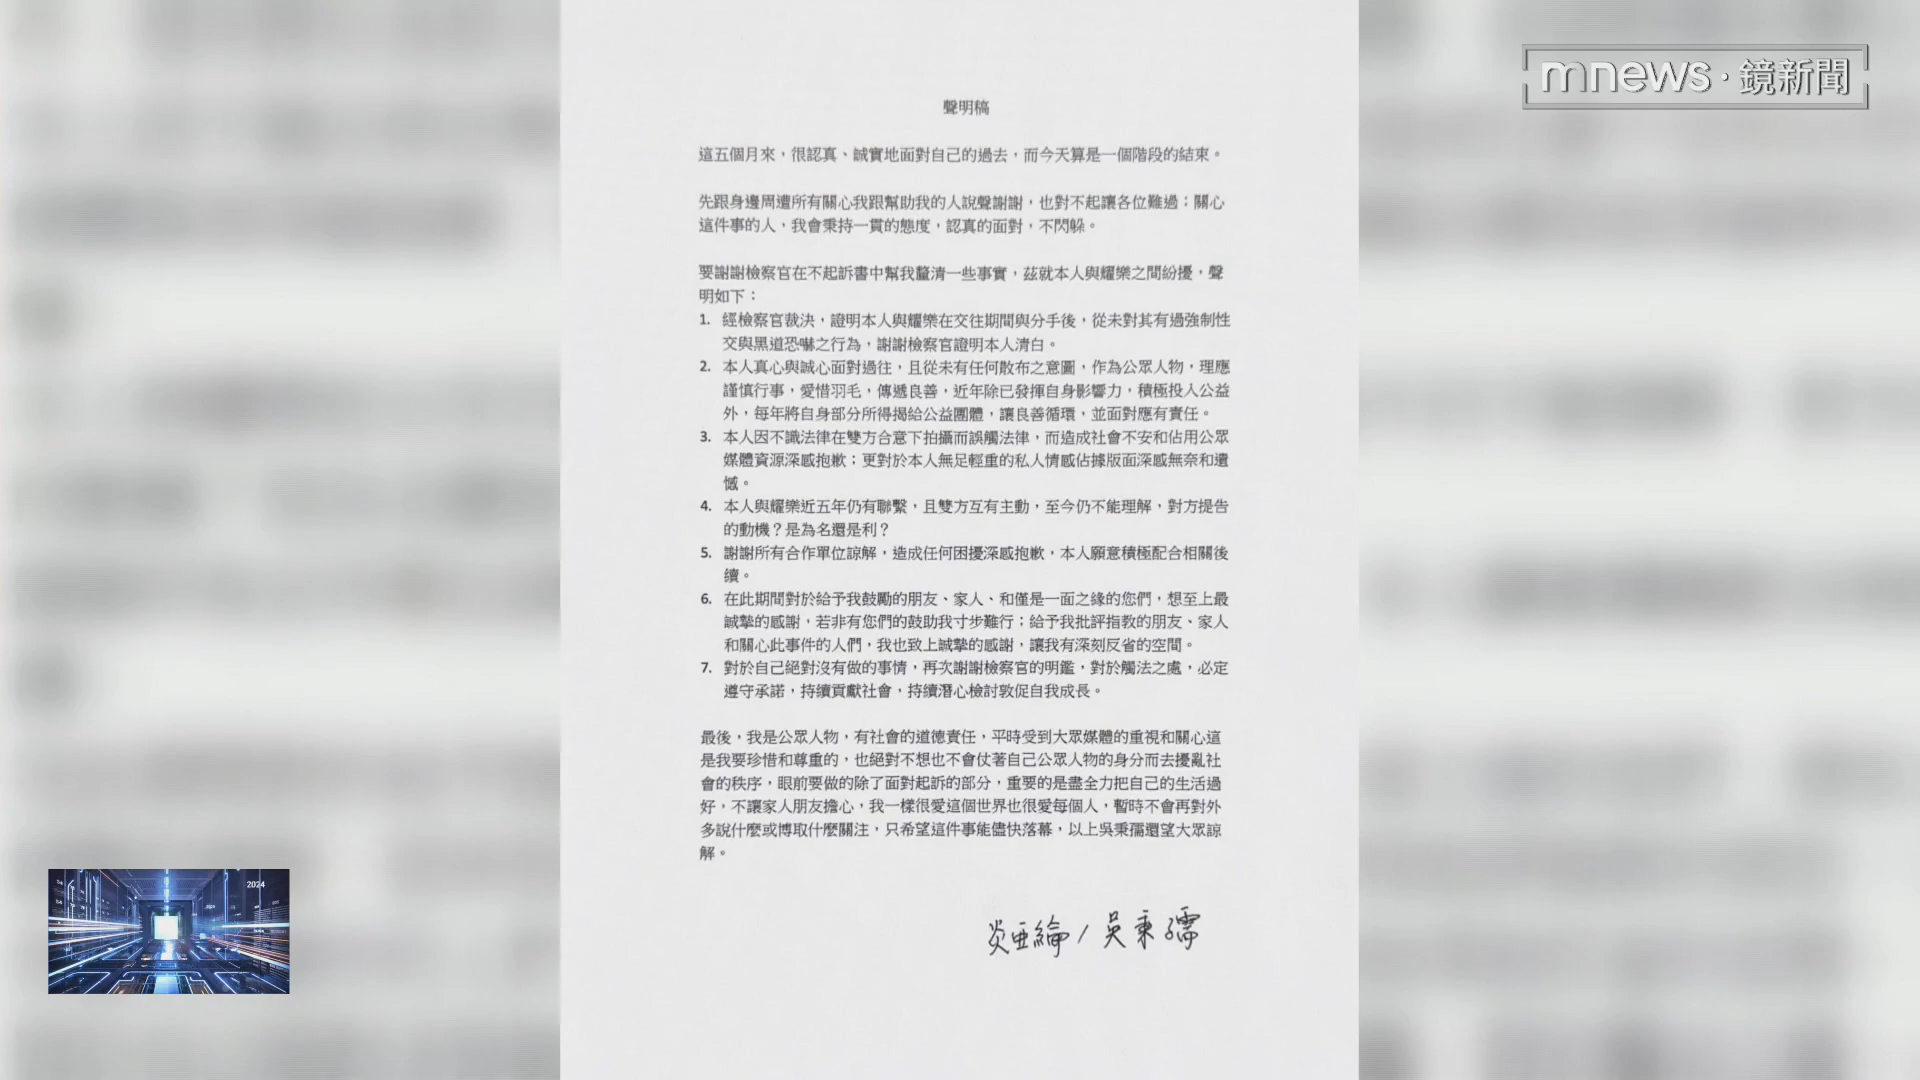 mnews·鏡新聞
聲明稿
這五個月來，很認真、誠實地面對自己的過去，而今天算是一個階段的結束。
先跟身邊周遭所有關心我跟幫助我的人說聲謝謝，也對不起讓各位難過；關心
這件事的人，我會秉持一貫的態度，認真的面對，不閃躲。
要謝謝檢察官在不起訴書中幫我釐清一些事實，茲就本人與耀樂之間紛擾，聲
明如下：
1. 經檢察官裁決，證明本人與耀樂在交往期間與分手後，從未對其有過強制性
交與黑道恐嚇之行為，謝謝檢察官證明本人清白。
2. 本人真心與誠心面對過往，且從未有任何散布之意圖，作為公眾人物，理應
謹慎行事，愛惜羽毛，傳遞良善，近年除已發揮自身影響力，積極投入公益
外，每年將自身部分所得揭給公益團體，讓良善循環，並面對應有責任。
3. 本人因不識法律在雙方合意下拍攝而誤觸法律，而造成社會不安和佔用公眾
媒體資源深感抱歉；更對於本人無足輕重的私人情感佔據版面深感無奈和遺
憾。
4. 本人與耀樂近五年仍有聯繫，且雙方互有主動，至今仍不能理解，對方提告
的動機？是為名還是利？
5. 謝謝所有合作單位諒解，造成任何困擾深感抱歉，本人願意積極配合相關後
續。
6. 在此期間對於給予我鼓勵的朋友、家人、和僅是一面之緣的您們，想至上最
誠摯的感謝，若非有您們的鼓助我寸步難行；給予我批評指教的朋友、家人
和關心此事件的人們，我也致上誠摯的感謝，讓我有深刻反省的空間。
7. 對於自己絕對沒有做的事情，再次謝謝檢察官的明鑑，對於觸法之處，必定
遵守承諾，持續貢獻社會，持續潛心檢討敦促自我成長。
最後，我是公眾人物，有社會的道德責任，平時受到大眾媒體的重視和關心這
是我要珍惜和尊重的，也絕對不想也不會仗著自己公眾人物的身分而去擾亂社
會的秩序，眼前要做的除了面對起訴的部分，重要的是盡全力把自己的生活過
好，不讓家人朋友擔心，我一樣很愛這個世界也很愛每個人，暫時不會再對外
多說什麼或博取什麼關注，只希望這件事能儘快落幕，以上吳秉孺還望大眾諒
解。
炎亞綸/吳秉孺
2024